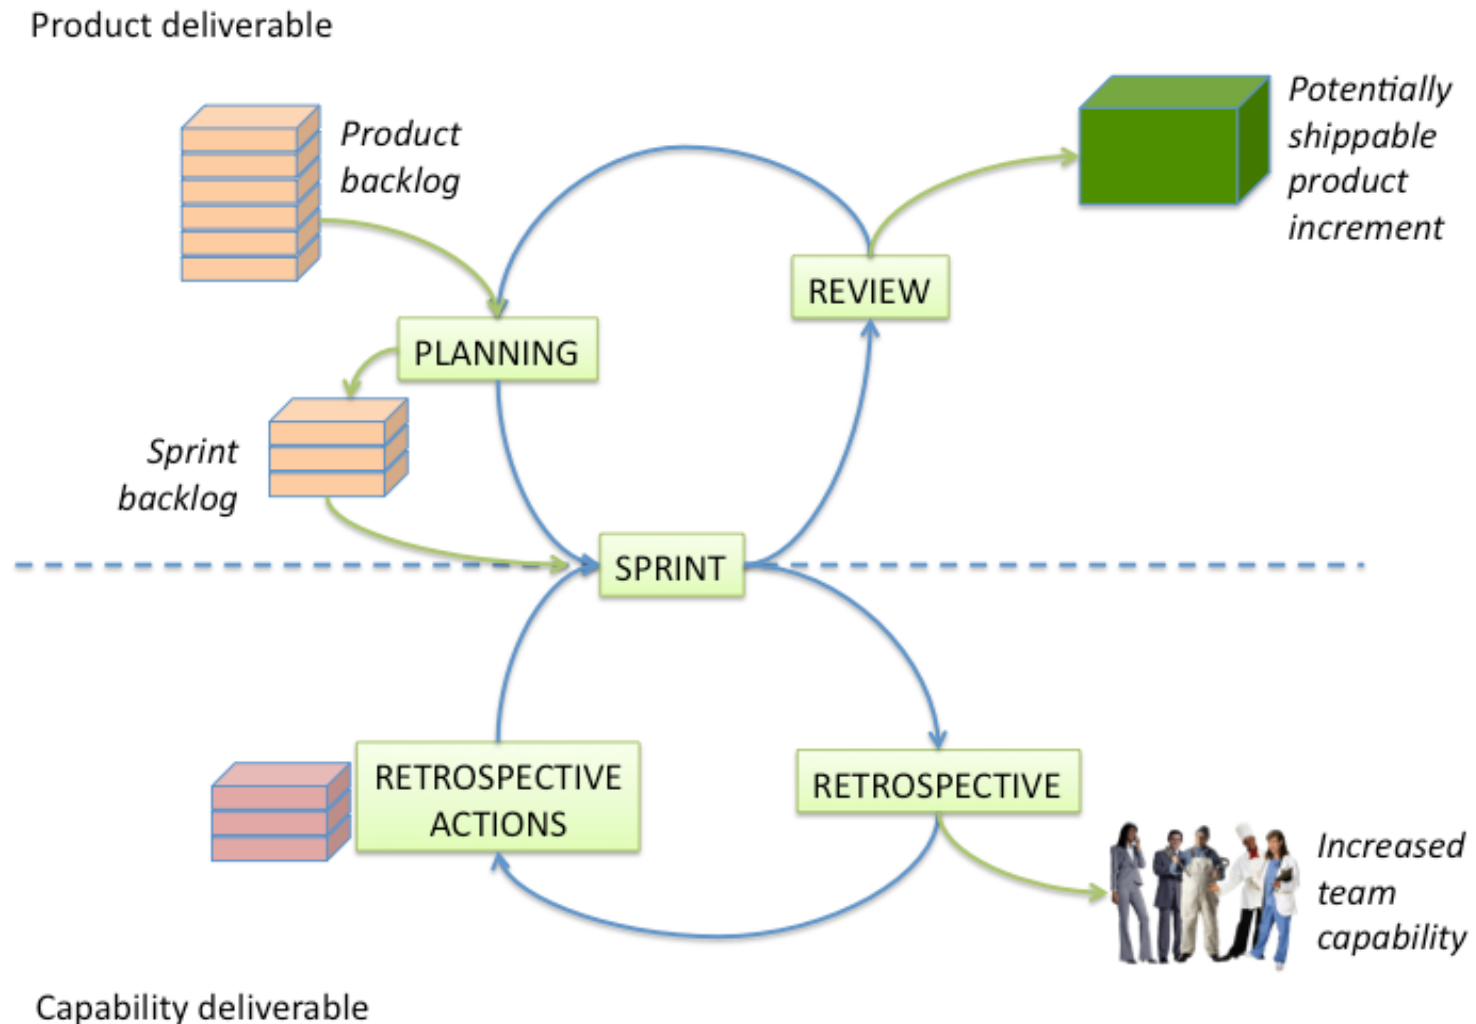 Product deliverable
Product
backlog
Potentially
shippable
product
increment
REVIEW
PLANNING
Sprint
backlog
SPRINT
RETROSPECTIVE
ACTIONS
RETROSPECTIVE
Increased
team
capability
Capability deliverable